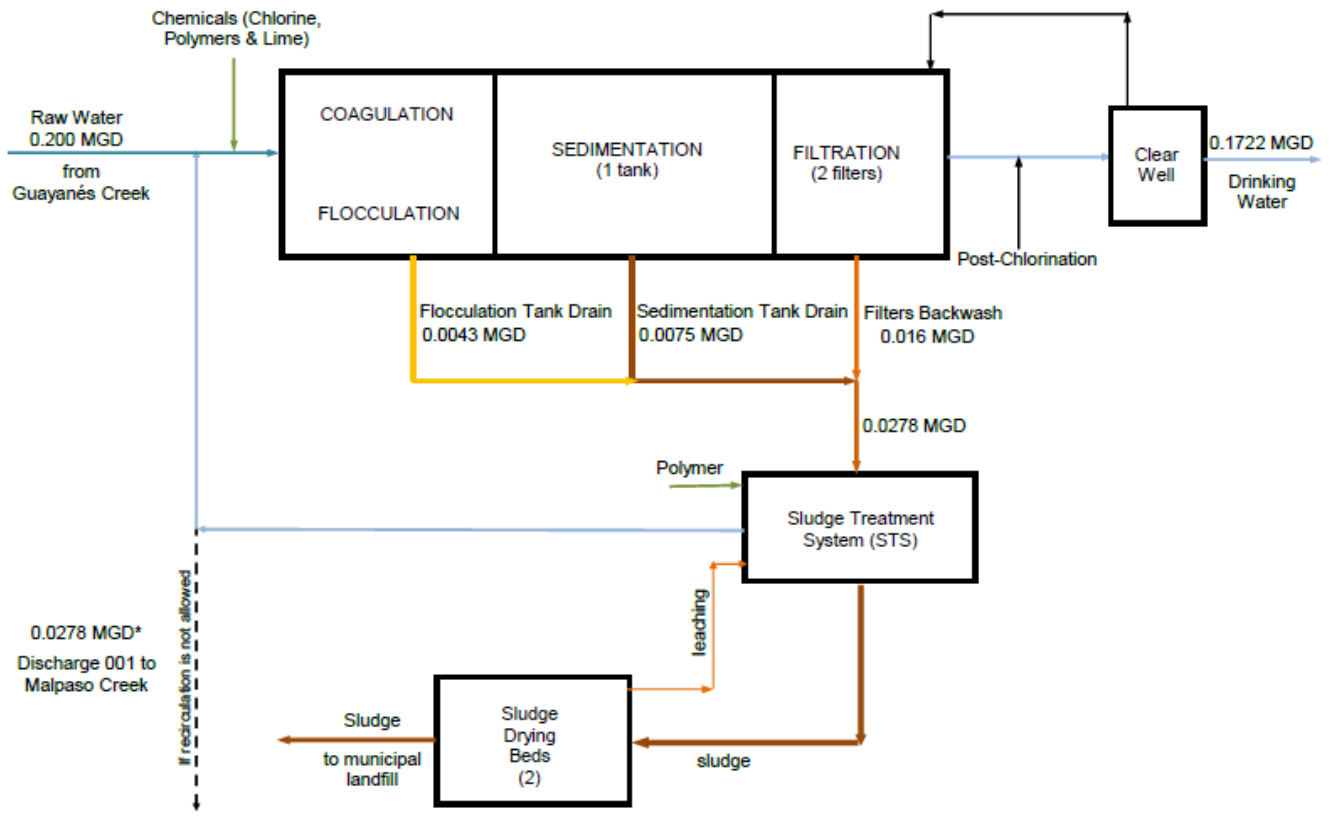 Chemicals (Chlorine,
Polymers & Lime)
Raw Water
0.200 MGD
from
Guayanés Creek
COAGULATION
FLOCCULATION
SEDIMENTATION
(1 tank)
FILTRATION
(2 filters)
Clear
Well
0.1722 MGD
Drinking
Water
Post-Chlorination
Flocculation Tank Drain
0.0043 MGD
Sedimentation Tank Drain
0.0075 MGD
Filters Backwash
0.016 MGD
0.0278 MGD
Polymer
Sludge Treatment
System (STS)
leaching
0.0278 MGD*
Discharge 001 to
Malpaso Creek
If recirculation is not allowed
Sludge
to municipal
landfill
Sludge
Drying
Beds
(2)
sludge